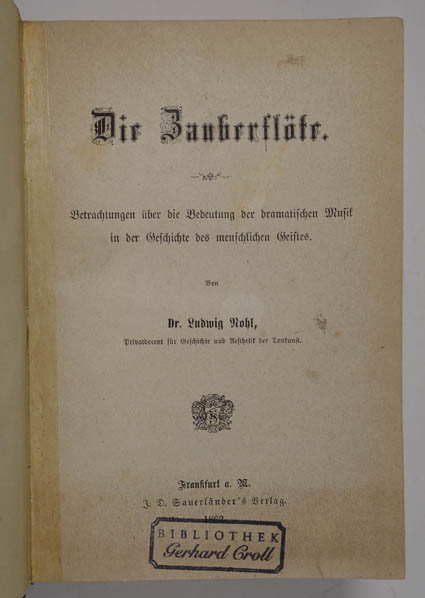 Die Zauberflöte.
Betrachtungen über die Bedeutung der dramatischen Musik
in der Geschichte des menschlichen Geistes.
Von
Dr. Ludwig Nohl,
Privatdocent für Geschichte und Aesthetik der Tonkunst.
Frankfurt a. M.
J. D. Sauerländer's Verlag.
1862
BIBLIOTHEK
Gerhard Croll